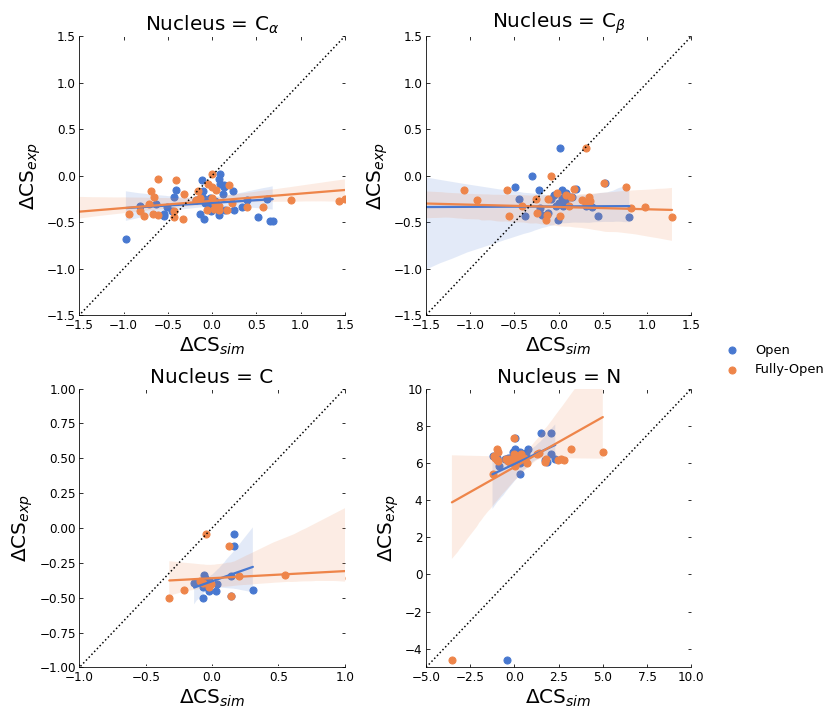 Nucleus = Cα
1.5
1.0
0.5
0.0
−0.5
−1.0
−1.5
ΔCSexp
−1.5 −1.0 −0.5 0.0 0.5 1.0 1.5
ΔCSsim
Nucleus = Cβ
1.5
1.0
0.5
0.0
−0.5
−1.0
−1.5
ΔCSexp
−1.5 −1.0 −0.5 0.0 0.5 1.0 1.5
ΔCSsim
Open
Fully-Open
Nucleus = C
1.00
0.75
0.50
0.25
0.00
−0.25
−0.50
−0.75
−1.00
ΔCSexp
−1.0 −0.5 0.0 0.5 1.0
ΔCSsim
Nucleus = N
10
8
6
4
2
0
−2
−4
ΔCSexp
−5.0 −2.5 0.0 2.5 5.0 7.5 10.0
ΔCSsim